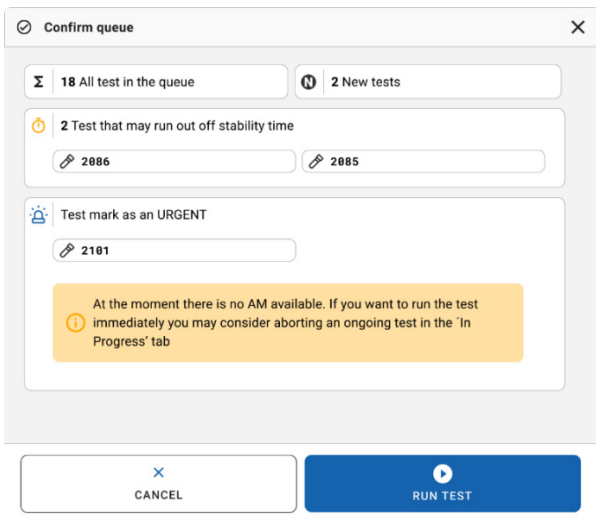 Confirm queue
18 All test in the queue
N 2 New tests
2 Test that may run out off stability time
2086
2085
Test mark as an URGENT
2101
At the moment there is no AM available. If you want to run the test
immediately you may consider aborting an ongoing test in the ´In
Progress' tab
CANCEL
RUN TEST